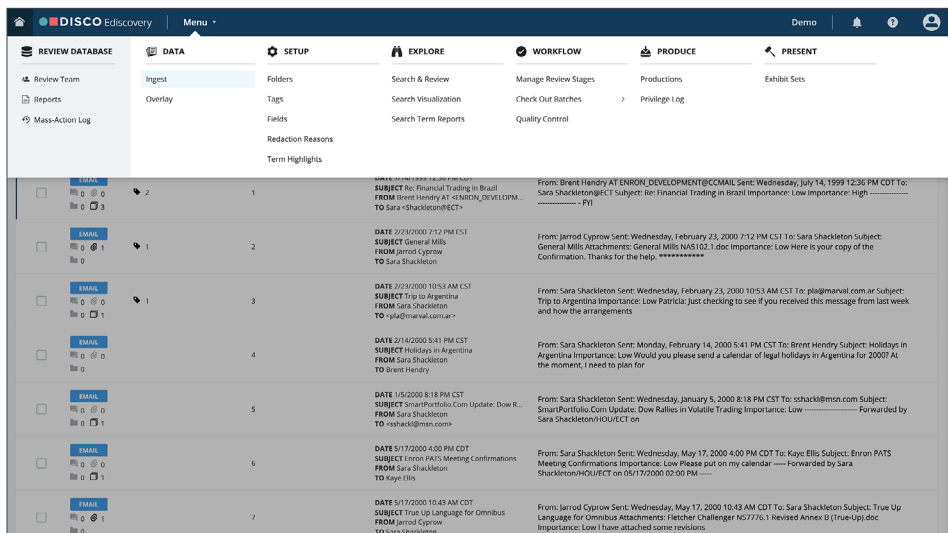 DISCO Ediscovery
Menu
Demo
REVIEW DATABASE
Review Team
Reports
Mass-Action Log
DATA
Ingest
Overlay
SETUP
Folders
Tags
Fields
Redaction Reasons
Term Highlights
EXPLORE
Search & Review
Search Visualization
Search Term Reports
WORKFLOW
Manage Review Stages
Check Out Batches
Quality Control
PRODUCE
Productions
Privilege Log
PRESENT
Exhibit Sets
EMAIL
0 0
0 3
2
1
DATE 7/14/1999 12:36 PM CDT
SUBJECT Re: Financial Trading in Brazil
FROM Brent Hendry AT <ENRON_DEVELOPM...
TO Sara <Shackleton@ECT>
From: Brent Hendry AT ENRON_DEVELOPMENT@CCMAIL Sent: Wednesday, July 14, 1999 12:36 PM CDT To:
Sara Shackleton@ECT Subject: Re: Financial Trading in Brazil Importance: Low Importance: High ----------------
---------------- - FYI
EMAIL
0 1
0
1
2
DATE 2/23/2000 7:12 PM CST
SUBJECT General Mills
FROM Jarrod Cyprow
TO Sara Shackleton
From: Jarrod Cyprow Sent: Wednesday, February 23, 2000 7:12 PM CST To: Sara Shackleton Subject:
General Mills Attachments: General Mills NA5102.1.doc Importance: Low Here is your copy of the
Confirmation. Thanks for the help. ***********
EMAIL
0 0
0 1
1
3
DATE 2/23/2000 10:53 AM CST
SUBJECT Trip to Argentina
FROM Sara Shackleton
TO <pla@marval.com.ar>
From: Sara Shackleton Sent: Wednesday, February 23, 2000 10:53 AM CST To: pla@marval.com.ar Subject:
Trip to Argentina Importance: Low Patricia: Just checking to see if you received this message from last week
and how the arrangements
EMAIL
0 0
0
4
DATE 2/14/2000 5:41 PM CST
SUBJECT Holidays in Argentina
FROM Sara Shackleton
TO Brent Hendry
From: Sara Shackleton Sent: Monday, February 14, 2000 5:41 PM CST To: Brent Hendry Subject: Holidays in
Argentina Importance: Low Would you please send a calendar of legal holidays in Argentina for 2000? At
the moment, I need to plan for
EMAIL
0 0
0 1
5
DATE 1/5/2000 8:18 PM CST
SUBJECT SmartPortfolio.Com Update: Dow R...
FROM Sara Shackleton
TO <sshackl@msn.com>
From: Sara Shackleton Sent: Wednesday, January 5, 2000 8:18 PM CST To: sshackl@msn.com Subject:
SmartPortfolio.Com Update: Dow Rallies in Volatile Trading Importance: Low -------------------- Forwarded by
Sara Shackleton/HOU/ECT on
EMAIL
0 0
0 1
6
DATE 5/17/2000 4:00 PM CDT
SUBJECT Enron PATS Meeting Confirmations
FROM Sara Shackleton
TO Kaye Ellis
From: Sara Shackleton Sent: Wednesday, May 17, 2000 4:00 PM CDT To: Kaye Ellis Subject: Enron PATS
Meeting Confirmations Importance: Low Please put on my calendar ----- Forwarded by Sara
Shackleton/HOU/ECT on 05/17/2000 02:00 PM -----
EMAIL
0 1
0
7
DATE 5/17/2000 10:43 AM CDT
SUBJECT True Up Language for Omnibus
FROM Jarrod Cyprow
TO Sara Shackleton
From: Jarrod Cyprow Sent: Wednesday, May 17, 2000 10:43 AM CDT To: Sara Shackleton Subject: True Up
Language for Omnibus Attachments: Fletcher Challenger N57776.1 Revised Annex B (True-Up).doc
Importance: Low I have attached some revisions